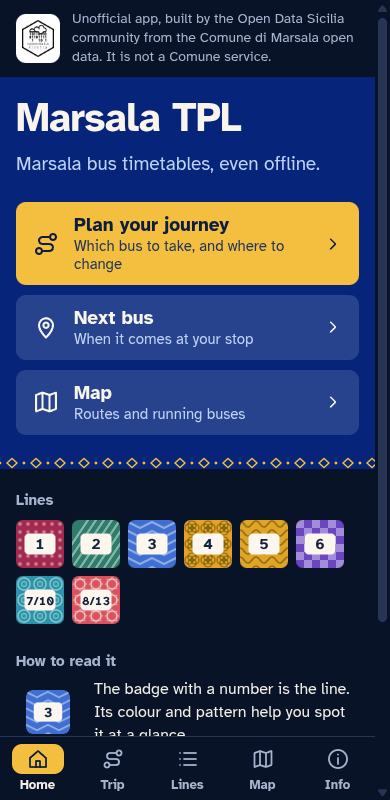 Unofficial app, built by the Open Data Sicilia
community from the Comune di Marsala open
data. It is not a Comune service.
Marsala TPL
Marsala bus timetables, even offline.
Plan your journey
Which bus to take, and where to
change
Next bus
When it comes at your stop
Map
Routes and running buses
Lines
1
2
3
4
5
6
7/10
8/13
How to read it
3
The badge with a number is the line.
Its colour and pattern help you spot
it at a glance.
Home
Trip
Lines
Map
Info